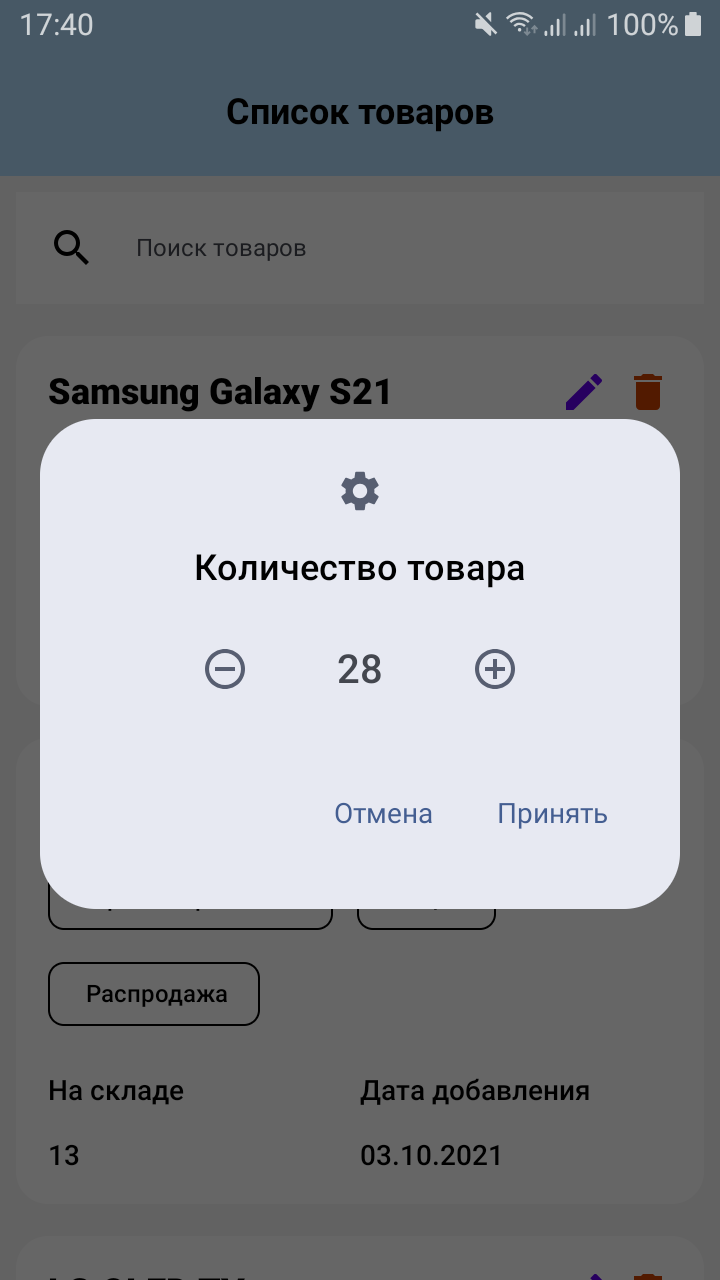 17:40 100%
Список товаров
Поиск товаров
Samsung Galaxy S21
Количество товара
28
Отмена Принять
Распродажа
На складе Дата добавления
13 03.10.2021